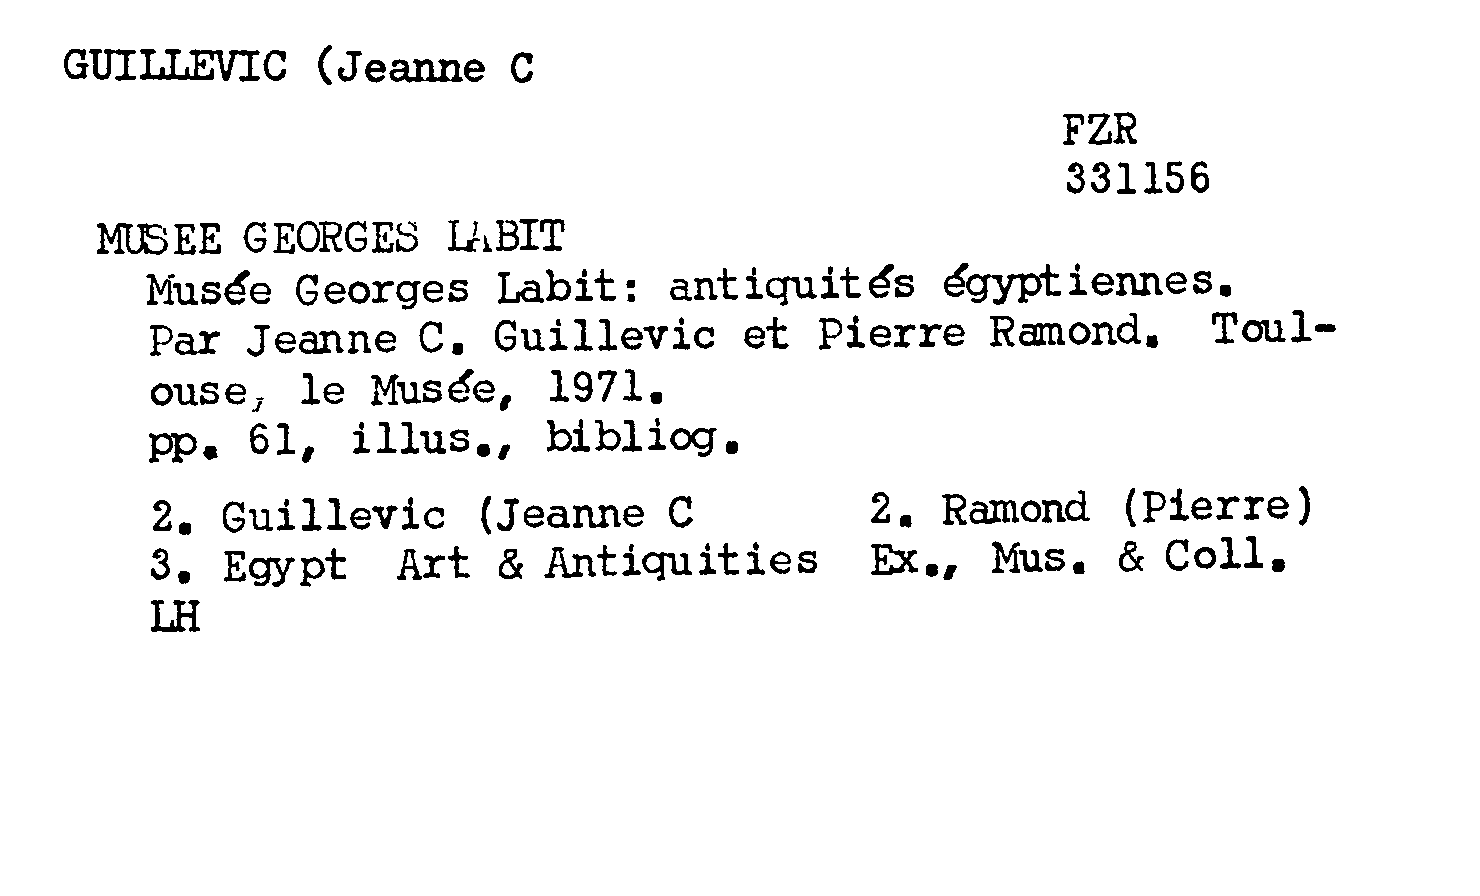 GUILLEVIC (Jeanne C
FZR
331156
MUSEE GEORGES LABIT
Musée Georges Labit: antiquités égyptiennes.
Par Jeanne C. Guillevic et Pierre Ramond. Toul-
ouse, le Musée, 1971.
pp. 61, illus., bibliog.
2. Guillevic (Jeanne C 2. Ramond (Pierre)
3. Egypt Art & Antiquities Ex., Mus. & Coll.
LH